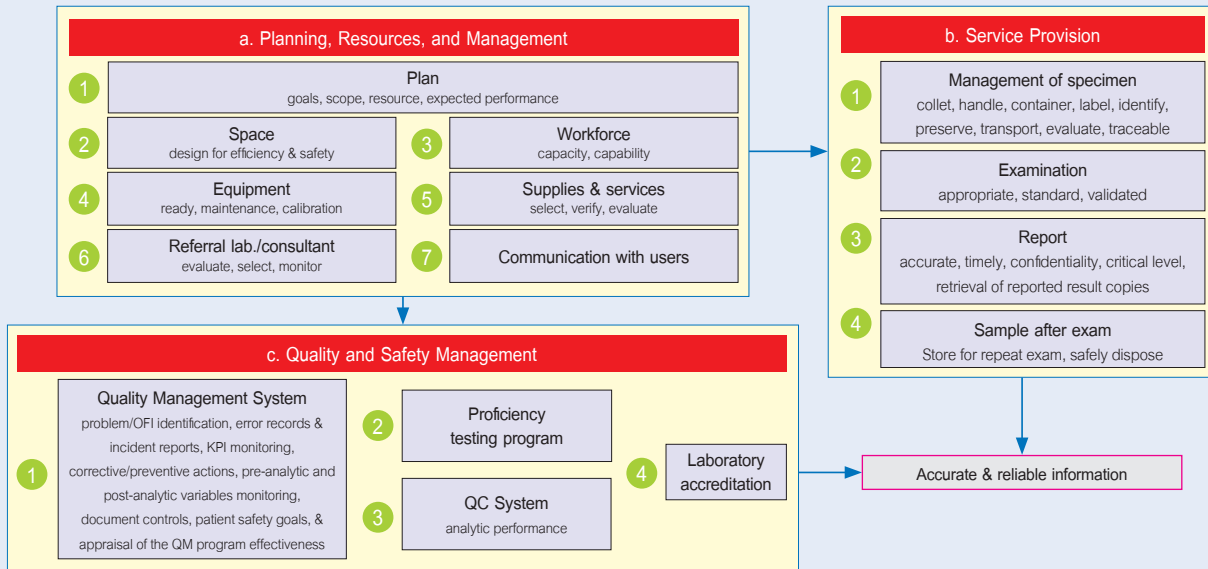 a. Planning, Resources, and Management
1
Plan
goals, scope, resource, expected performance
2
Space
design for efficiency & safety
3
Workforce
capacity, capability
4
Equipment
ready, maintenance, calibration
5
Supplies & services
select, verify, evaluate
6
Referral lab./consultant
evaluate, select, monitor
7
Communication with users
b. Service Provision
1
Management of specimen
collet, handle, container, label, identify,
preserve, transport, evaluate, traceable
2
Examination
appropriate, standard, validated
3
Report
accurate, timely, confidentiality, critical level,
retrieval of reported result copies
4
Sample after exam
Store for repeat exam, safely dispose
c. Quality and Safety Management
1
Quality Management System
problem/OFI identification, error records &
incident reports, KPI monitoring,
corrective/preventive actions, pre-analytic and
post-analytic variables monitoring,
document controls, patient safety goals, &
appraisal of the QM program effectiveness
2
Proficiency
testing program
3
QC System
analytic performance
4
Laboratory
accreditation
Accurate & reliable information